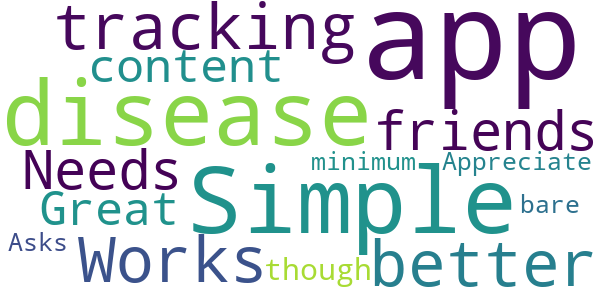 tracking app
content
disease friends
Needs minimum Appreciate
Great Simple bare
Asks Works though better